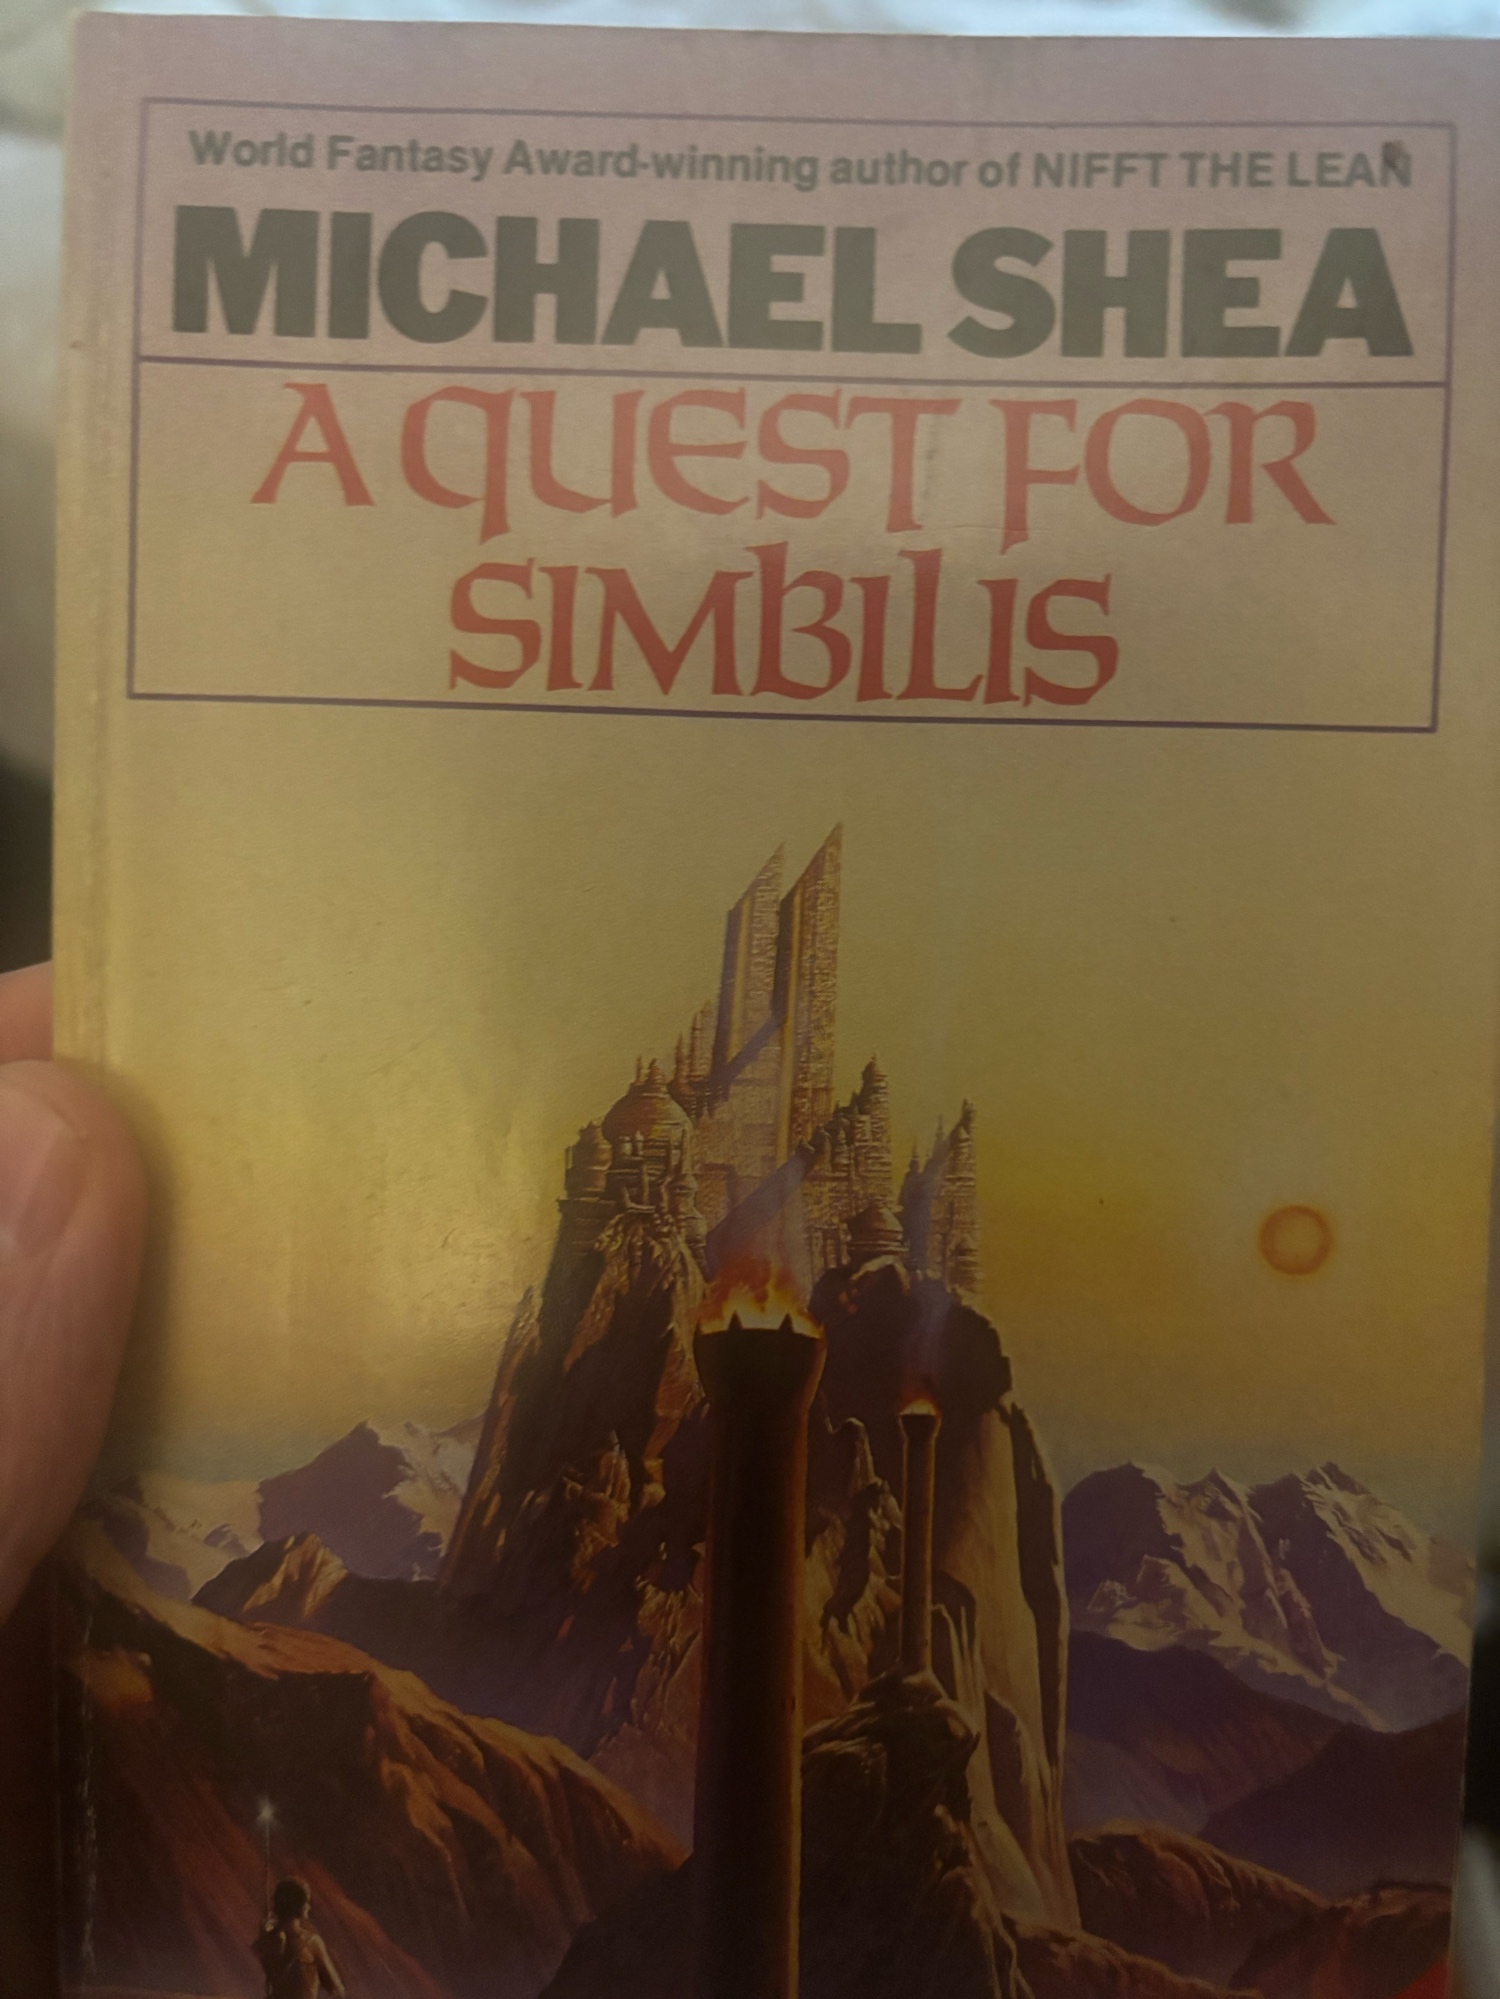 World Fantasy Award-winning author of NIFFT THE LEAN
MICHAEL SHEA
A QUEST FOR
SIMBILIS